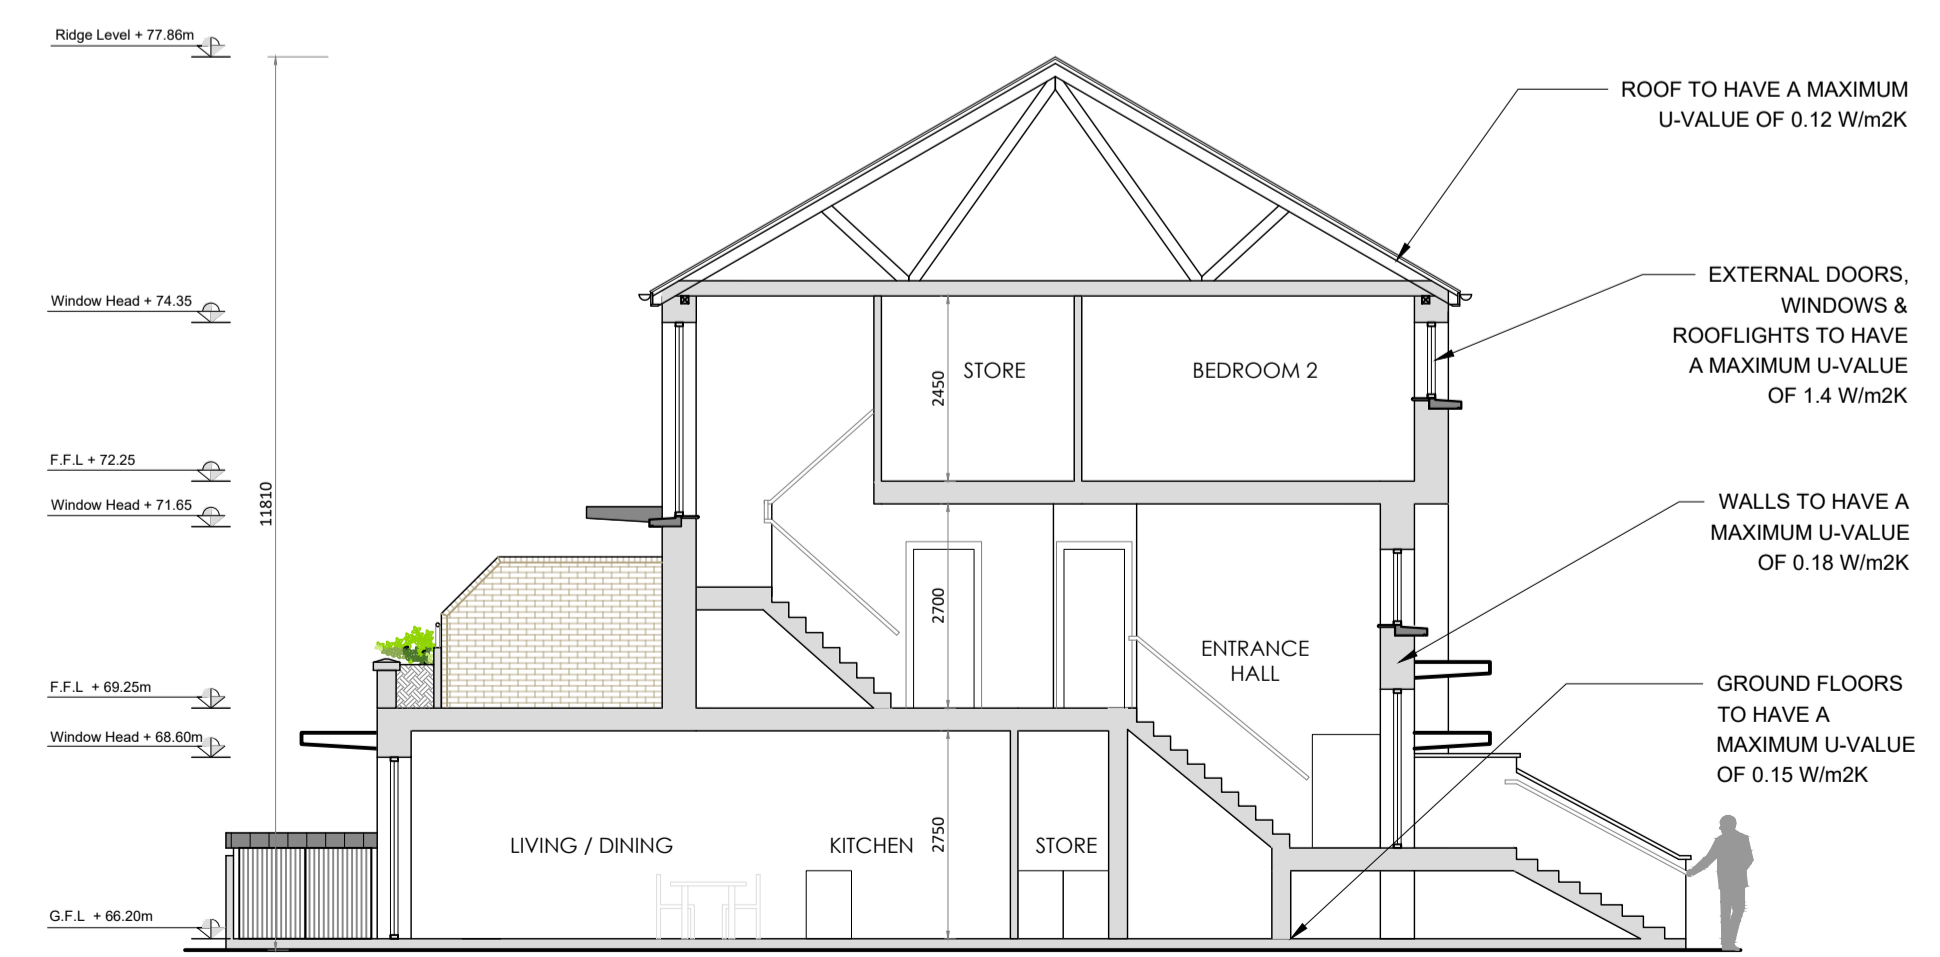 Ridge Level + 77.86m
Window Head + 74.35
F.F.L + 72.25
Window Head + 71.65
F.F.L + 69.25m
Window Head + 68.60m
G.F.L + 66.20m
11810
STORE
BEDROOM 2
2450
2700
ENTRANCE
HALL
LIVING / DINING
KITCHEN
2750
STORE
ROOF TO HAVE A MAXIMUM
U-VALUE OF 0.12 W/m2K
EXTERNAL DOORS,
WINDOWS &
ROOFLIGHTS TO HAVE
A MAXIMUM U-VALUE
OF 1.4 W/m2K
WALLS TO HAVE A
MAXIMUM U-VALUE
OF 0.18 W/m2K
GROUND FLOORS
TO HAVE A
MAXIMUM U-VALUE
OF 0.15 W/m2K